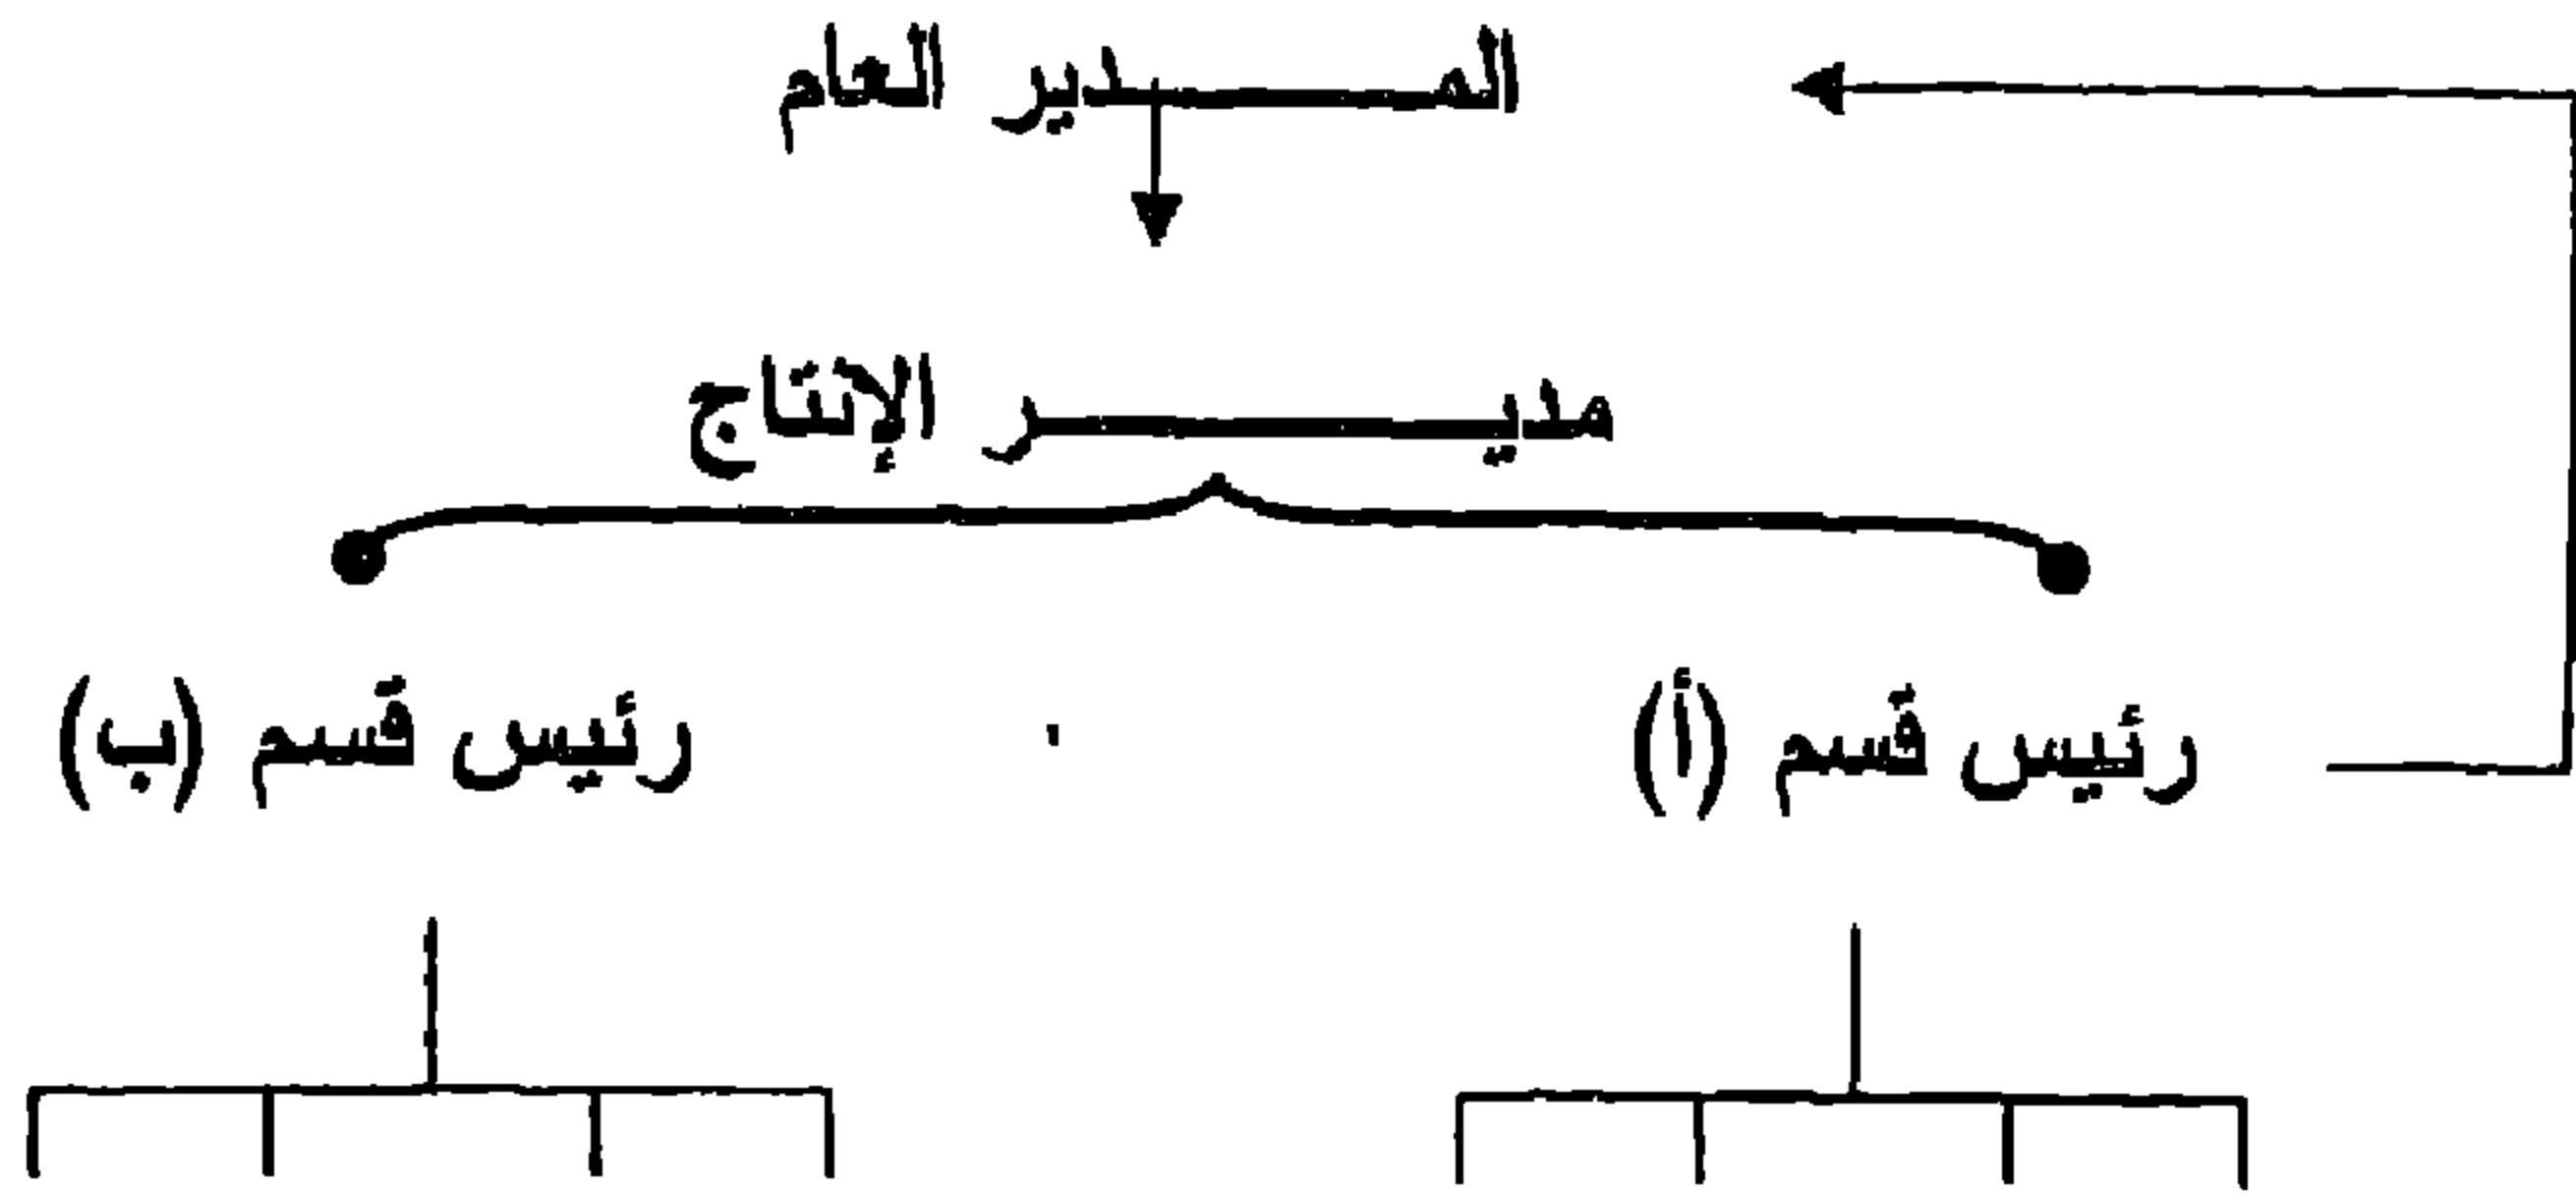 المدير العام
مدير الإنتاج
رئيس قسم (أ)
رئيس قسم (ب)